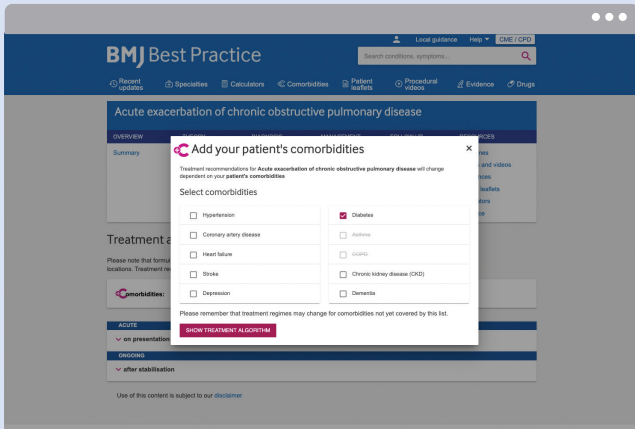 Local guidance Help CME / CPD
BMJ Best Practice
Search conditions, symptoms...
Recent updates Specialties Calculators Comorbidities Patient leaflets Procedural videos Evidence Drugs
Acute exacerbation of chronic obstructive pulmonary disease
OVERVIEW
Summary
Add your patient's comorbidities
Treatment recommendations for Acute exacerbation of chronic obstructive pulmonary disease will change
dependent on your patient's comorbidities
Select comorbidities
Hypertension Diabetes
Coronary artery disease Asthma
Heart failure COPD
Stroke Chronic kidney disease (CKD)
Depression Dementia
Please remember that treatment regimes may change for comorbidities not yet covered by this list.
SHOW TREATMENT ALGORITHM
and videos
leaflets
Treatment
Please note that
locations. Treatment
Comorbidities:
ACUTE
on presentation
ONGOING
after stabilisation
Use of this content is subject to our disclaimer